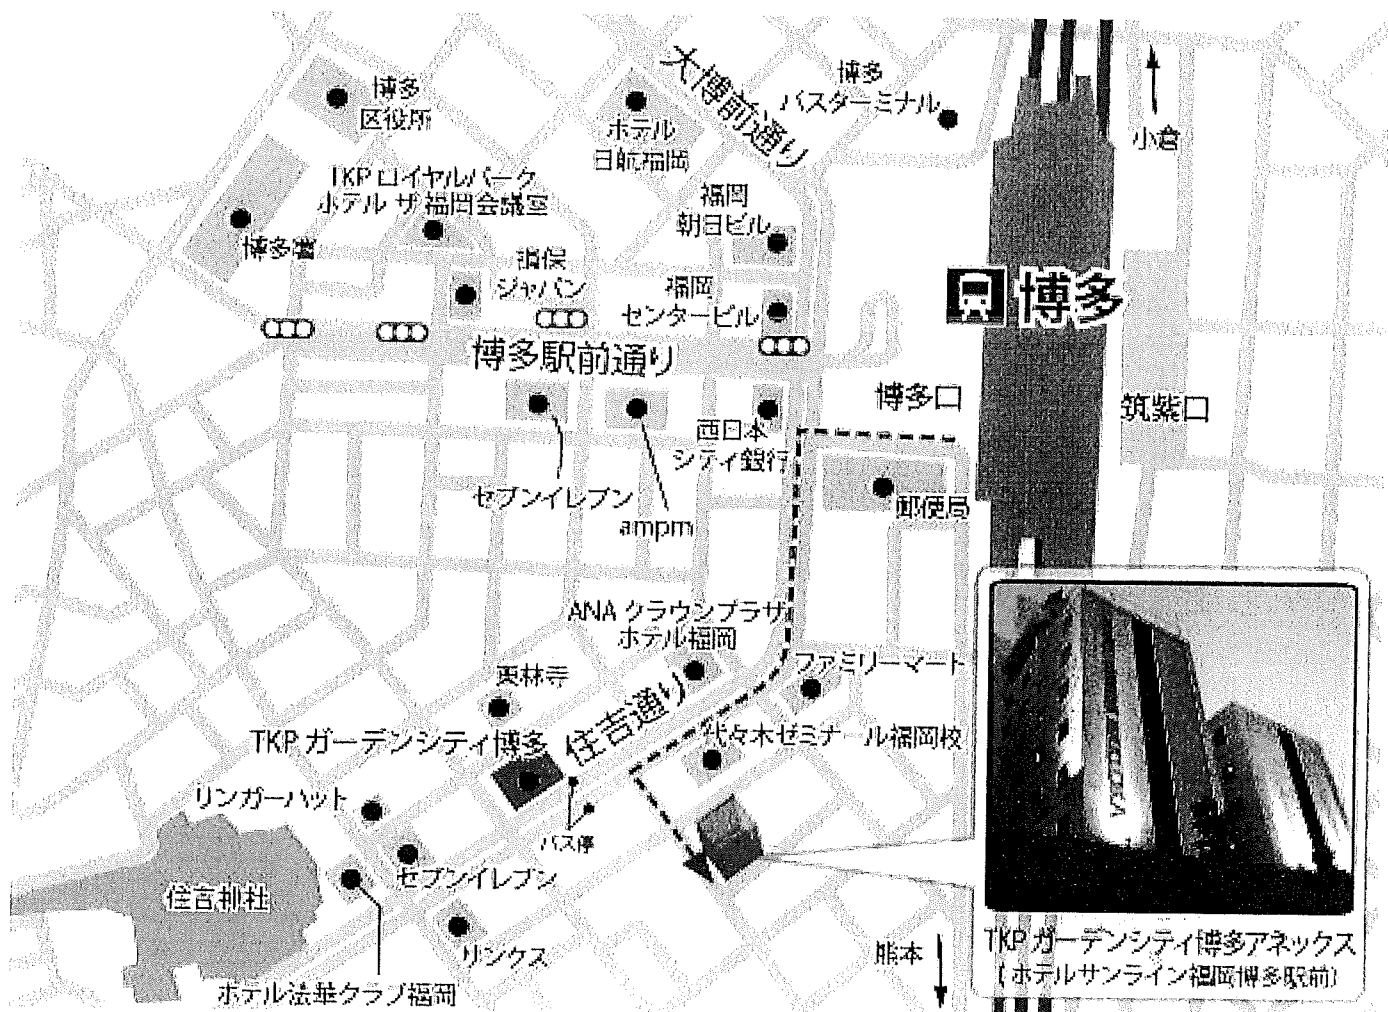 大博前通り
博多
バスターミナル
小倉
博多
区役所
ホテル
日航福岡
TKP ロイヤルパーク
ホテル ザ 福岡会議室
福岡
朝日ビル
損保
ジャパン
福岡
センタービル
博多
博多駅前通り
博多口
筑紫口
西日本
シティ銀行
セブンイレブン
ampm
郵便局
ANA クラウンプラザ
ホテル福岡
ファミリーマート
東林寺
住吉通り
代々木ゼミナール福岡校
TKP ガーデンシティ博多
リンガーハット
バス停
セブンイレブン
住吉神社
リンクス
ホテル法華クラブ福岡
熊本
TKP ガーデンシティ博多アネックス
(ホテルサンライン福岡博多駅前)